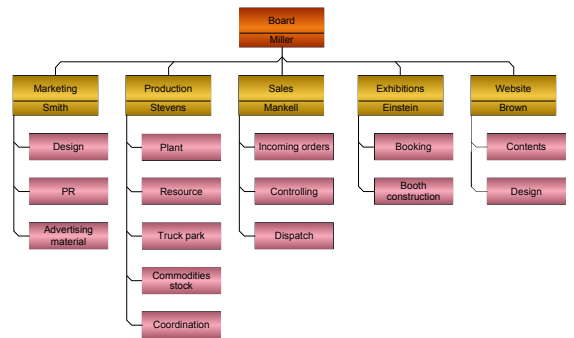 Board
Miller
Marketing
Smith
Design
PR
Advertising
material
Production
Stevens
Plant
Resource
Truck park
Commodities
stock
Coordination
Sales
Mankell
Incoming orders
Controlling
Dispatch
Exhibitions
Einstein
Booking
Booth
construction
Website
Brown
Contents
Design